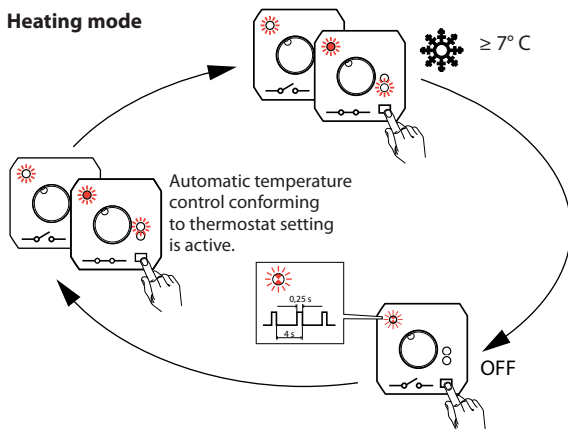 Heating mode
≥ 7° C
Automatic temperature
control conforming
to thermostat setting
is active.
0,25 s
4 s
OFF